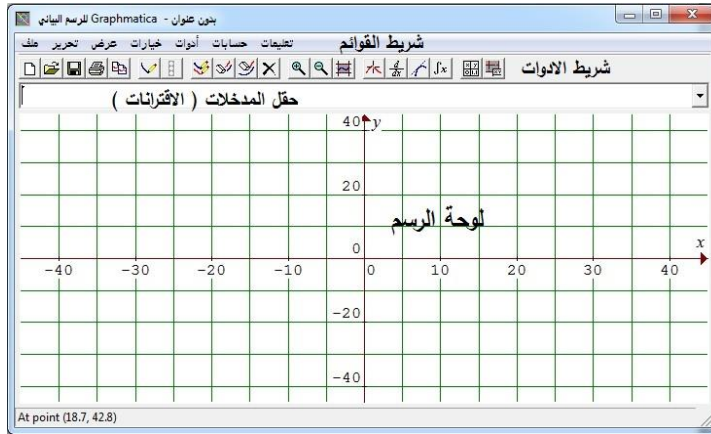 بدون عنوان - Graphmatica للرسم البياني
شريط القوائم
ملف تحرير عرض خيارات أدوات حسابات تعليمات
شريط الادوات
حقل المدخلات ( الاقترانات )
40 y
20
لوحة الرسم
0
x
-40 -30 -20 -10 0 10 20 30 40
-20
-40
At point (18.7, 42.8)